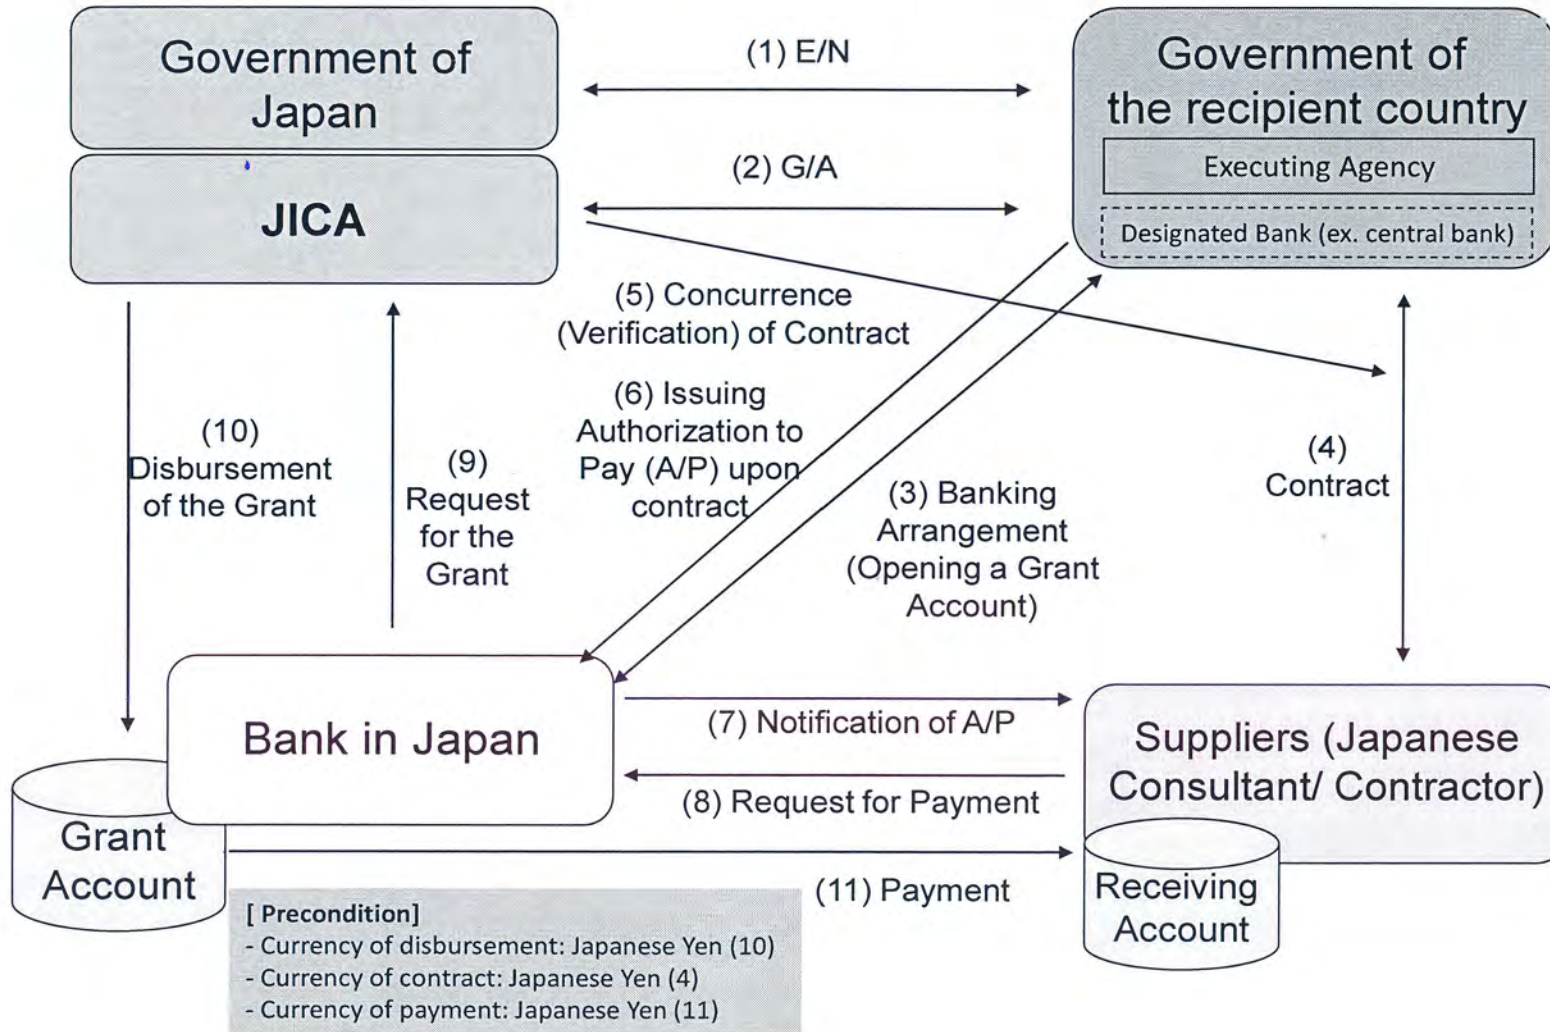 Government of
Japan
JICA
(1) E/N
(2) G/A
Government of
the recipient country
Executing Agency
Designated Bank (ex. central bank)
(5) Concurrence
(Verification) of Contract
(6) Issuing
Authorization to
Pay (A/P) upon
contract
(10)
Disbursement
of the Grant
(9)
Request
for the
Grant
(3) Banking
Arrangement
(Opening a Grant
Account)
(4)
Contract
Bank in Japan
(7) Notification of A/P
(8) Request for Payment
Suppliers (Japanese
Consultant/ Contractor)
Grant
Account
(11) Payment
Receiving
Account
[ Precondition]
- Currency of disbursement: Japanese Yen (10)
- Currency of contract: Japanese Yen (4)
- Currency of payment: Japanese Yen (11)